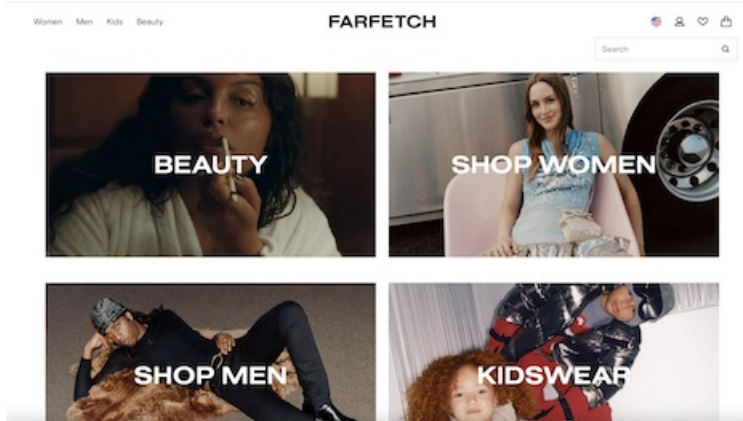 Women Men Kids Beauty
FARFETCH
Search
BEAUTY
SHOP WOMEN
SHOP MEN
KIDSWEAR